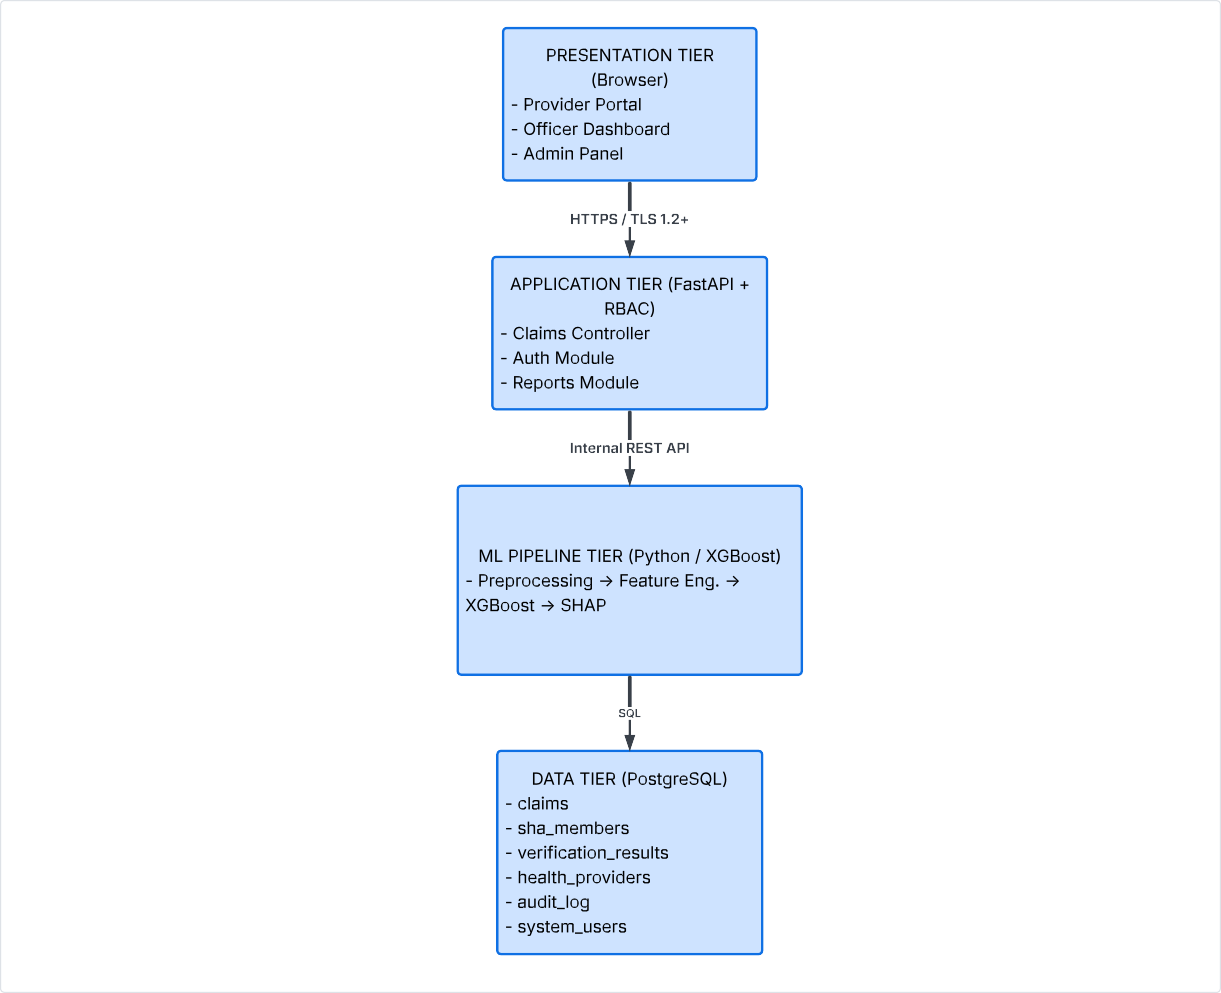 PRESENTATION TIER
(Browser)
- Provider Portal
- Officer Dashboard
- Admin Panel
HTTPS / TLS 1.2+
APPLICATION TIER (FastAPI +
RBAC)
- Claims Controller
- Auth Module
- Reports Module
Internal REST API
ML PIPELINE TIER (Python / XGBoost)
- Preprocessing → Feature Eng. →
XGBoost → SHAP
SQL
DATA TIER (PostgreSQL)
- claims
- sha_members
- verification_results
- health_providers
- audit_log
- system_users